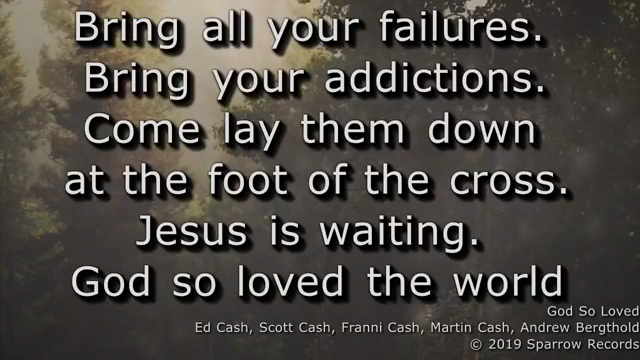 Bring all your failures.
Bring your addictions.
Come lay them down
at the foot of the cross.
Jesus is waiting.
God so loved the world
God So Loved
Ed Cash, Scott Cash, Franni Cash, Martin Cash, Andrew Bergthold
© 2019 Sparrow Records